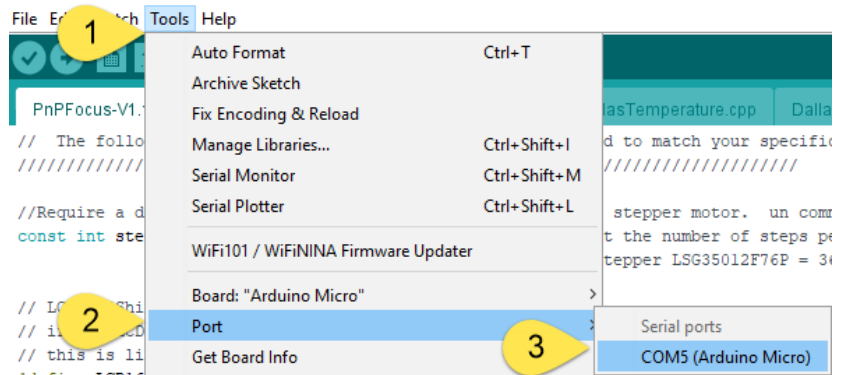 File Tools Help
1
Auto Format Ctrl+T
Archive Sketch
PnPFocus-V1. lasTemperature.cpp Dalla
Fix Encoding & Reload
// The follo d to match your specific
Manage Libraries... Ctrl+Shift+I
//////////// ////////////////////
Serial Monitor Ctrl+Shift+M
Serial Plotter Ctrl+Shift+L
//Require a d stepper motor. un comm
const int ste t the number of steps pe
WiFi101 / WiFiNINA Firmware Updater
tepper LSG35012F76P = 36
Board: "Arduino Micro"
2
Port
3
Serial ports
// this is li
Get Board Info
COM5 (Arduino Micro)